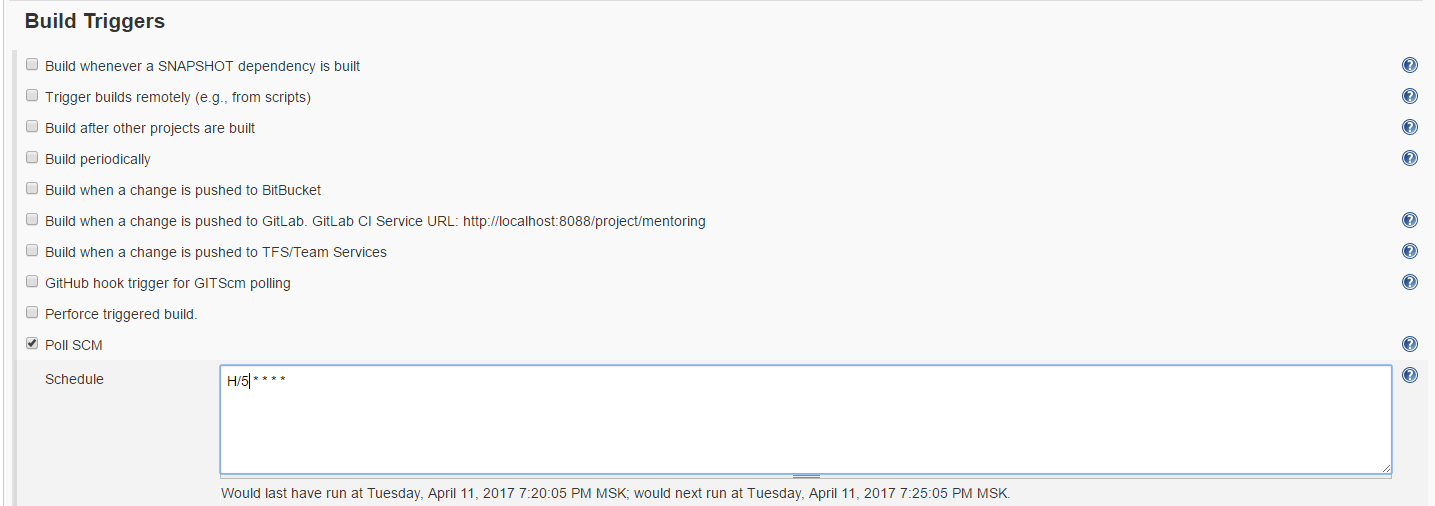 Build Triggers
Build whenever a SNAPSHOT dependency is built
Trigger builds remotely (e.g., from scripts)
Build after other projects are built
Build periodically
Build when a change is pushed to BitBucket
Build when a change is pushed to GitLab. GitLab CI Service URL: http://localhost:8088/project/mentoring
Build when a change is pushed to TFS/Team Services
GitHub hook trigger for GITScm polling
Perforce triggered build.
Poll SCM
Schedule H/5 * * * *
Would last have run at Tuesday, April 11, 2017 7:20:05 PM MSK; would next run at Tuesday, April 11, 2017 7:25:05 PM MSK.